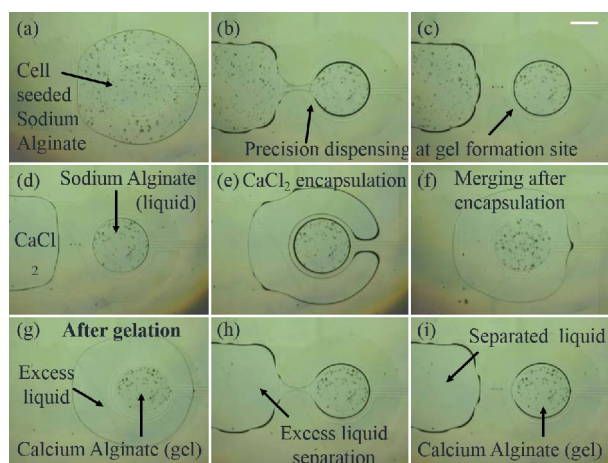 (a)
Cell
seeded
Sodium
Alginate
(b)
(c)
Precision dispensing at gel formation site
(d)
Sodium Alginate
(liquid)
CaCl
2
(e)
CaCl₂ encapsulation
(f)
Merging after
encapsulation
(g)
After gelation
Excess
liquid
Calcium Alginate (gel)
(h)
Excess liquid
separation
(i)
Separated liquid
Calcium Alginate (gel)